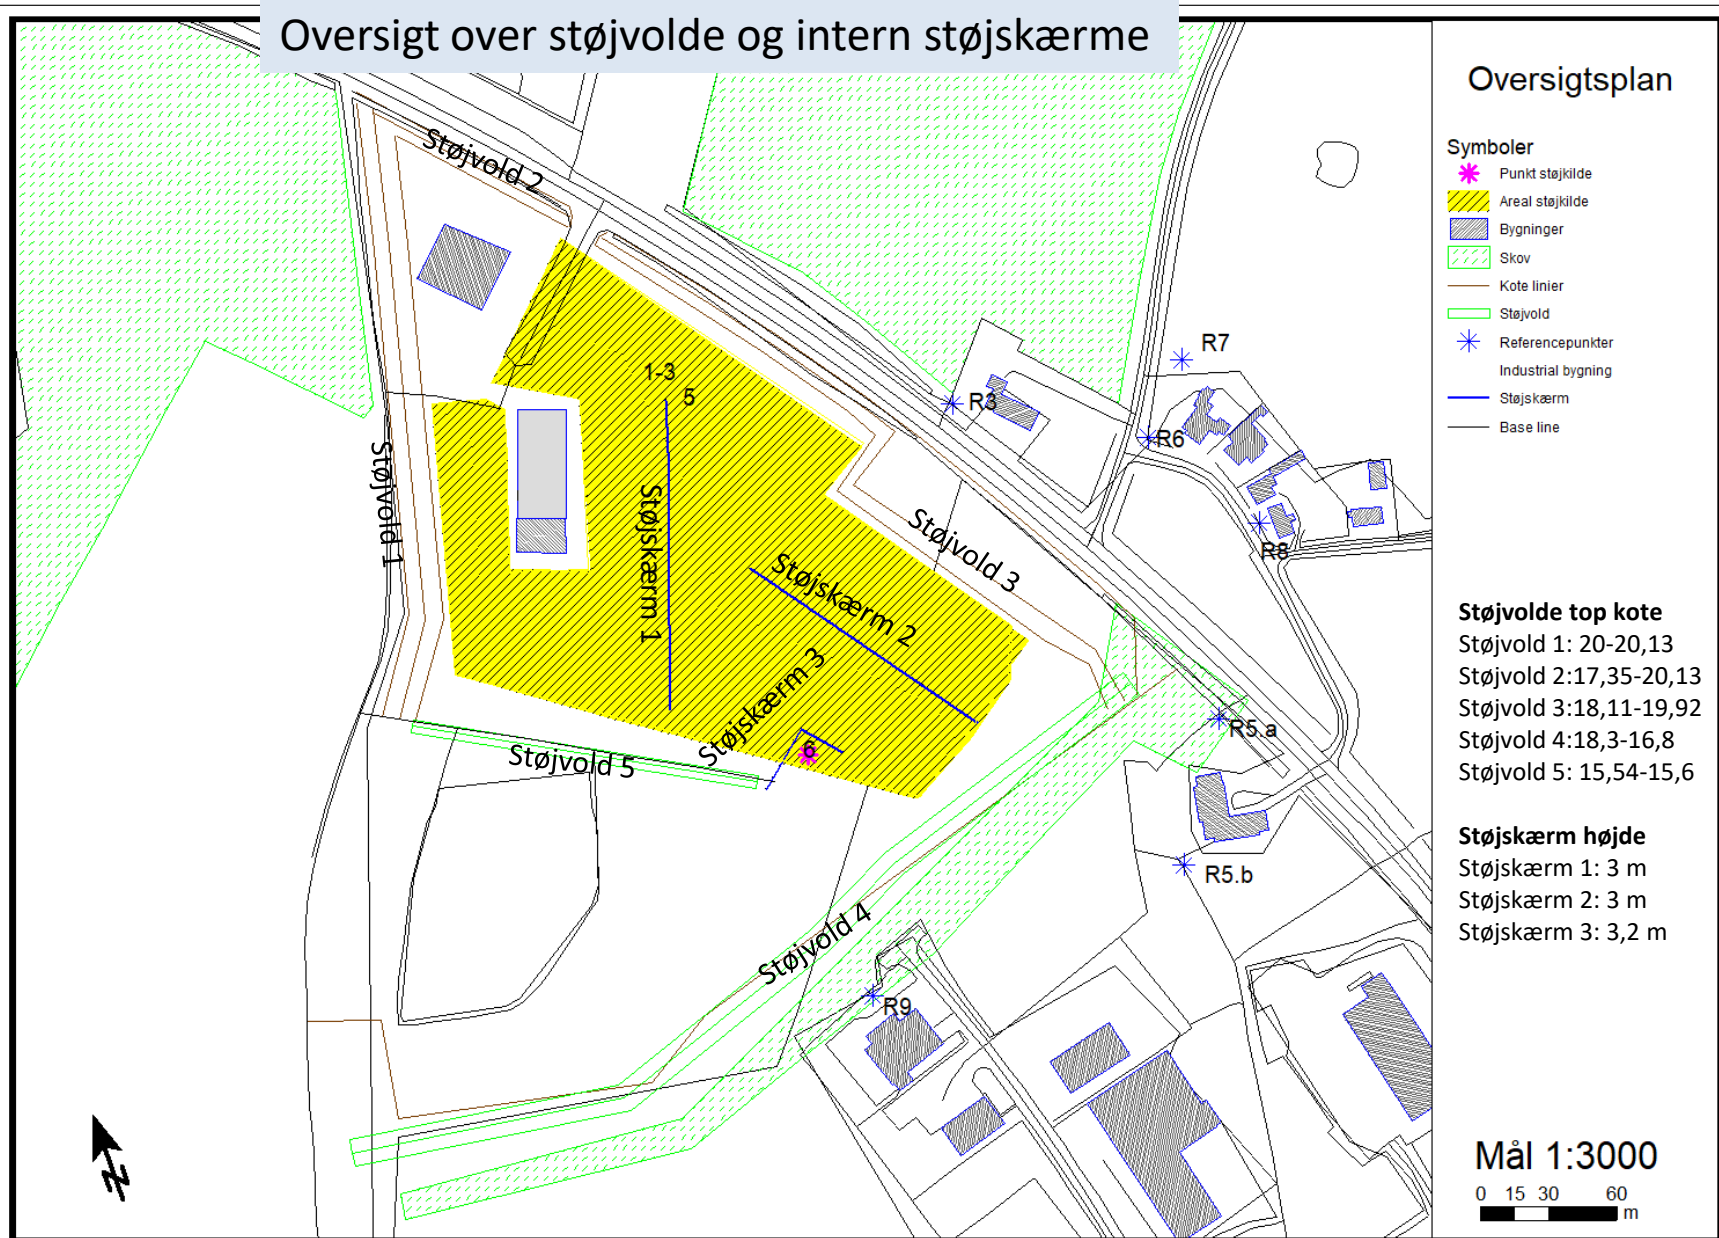 Oversigt over støjvolde og intern støjskærme
Oversigtsplan
Symboler
Punkt støjkilde
Areal støjkilde
Bygninger
Skov
Kote linier
Støjvold
Referencepunkter
Industrial bygning
Støjskærm
Base line
Støjvolde top kote
Støjvold 1: 20-20,13
Støjvold 2:17,35-20,13
Støjvold 3:18,11-19,92
Støjvold 4:18,3-16,8
Støjvold 5: 15,54-15,6
Støjskærm højde
Støjskærm 1: 3 m
Støjskærm 2: 3 m
Støjskærm 3: 3,2 m
Mål 1:3000
0 15 30 60
m
Støjvold 2
R7
1-3
5
R3
R6
Støjvold 1
Støjskærm 1
Støjvold 3
R8
Støjskærm 2
Støjskærm 3
R5.a
6
Støjvold 5
R5.b
Støjvold 4
R9
N